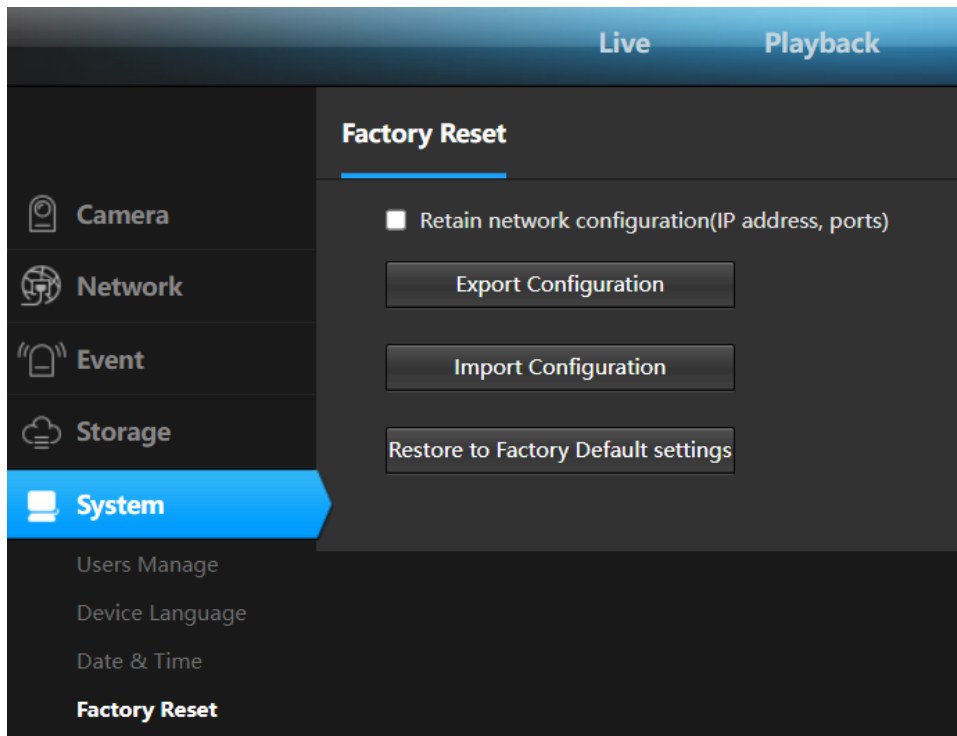 Live Playback
Factory Reset
Camera
Retain network configuration(IP address, ports)
Network
Export Configuration
Event
Import Configuration
Storage
Restore to Factory Default settings
System
Users Manage
Device Language
Date & Time
Factory Reset